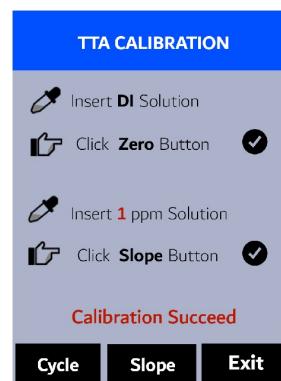 TTA CALIBRATION
Insert DI Solution
Click Zero Button
Insert 1 ppm Solution
Click Slope Button
Calibration Succeed
Cycle Slope Exit